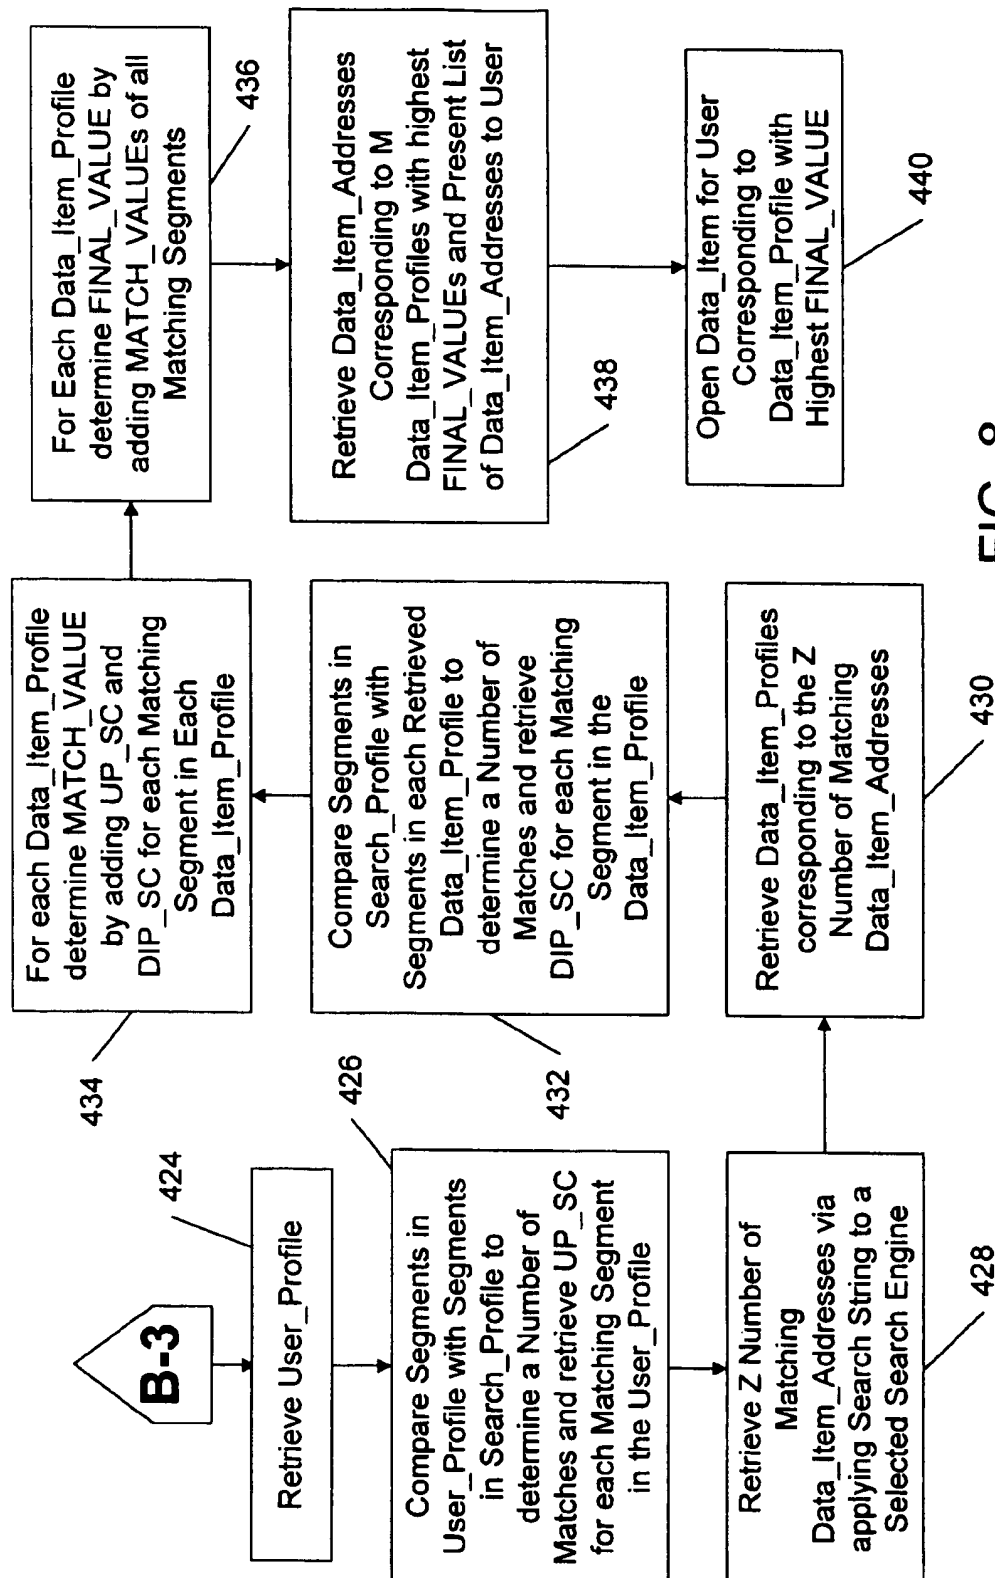 B-3
424
Retrieve User_Profile
426
Compare Segments in
User_Profile with Segments
in Search_Profile to
determine a Number of
Matches and retrieve UP_SC
for each Matching Segment
in the User_Profile
Retrieve Z Number of
Matching
Data_Item_Addresses via
applying Search String to a
Selected Search Engine
428
Retrieve Data_Item_Profiles
corresponding to the Z
Number of Matching
Data_Item_Addresses
430
Compare Segments in
Search_Profile with
Segments in each Retrieved
Data_Item_Profile to
determine a Number of
Matches and retrieve
DIP_SC for each Matching
Segment in the
Data_Item_Profile
432
For each Data_Item_Profile
determine MATCH_VALUE
by adding UP_SC and
DIP_SC for each Matching
Segment in Each
Data_Item_Profile
434
For Each Data_Item_Profile
determine FINAL_VALUE by
adding MATCH_VALUEs of all
Matching Segments
436
Retrieve Data_Item_Addresses
Corresponding to M
Data_Item_Profiles with highest
FINAL_VALUEs and Present List
of Data_Item_Addresses to User
438
Open Data_Item for User
Corresponding to
Data_Item_Profile with
Highest FINAL_VALUE
440